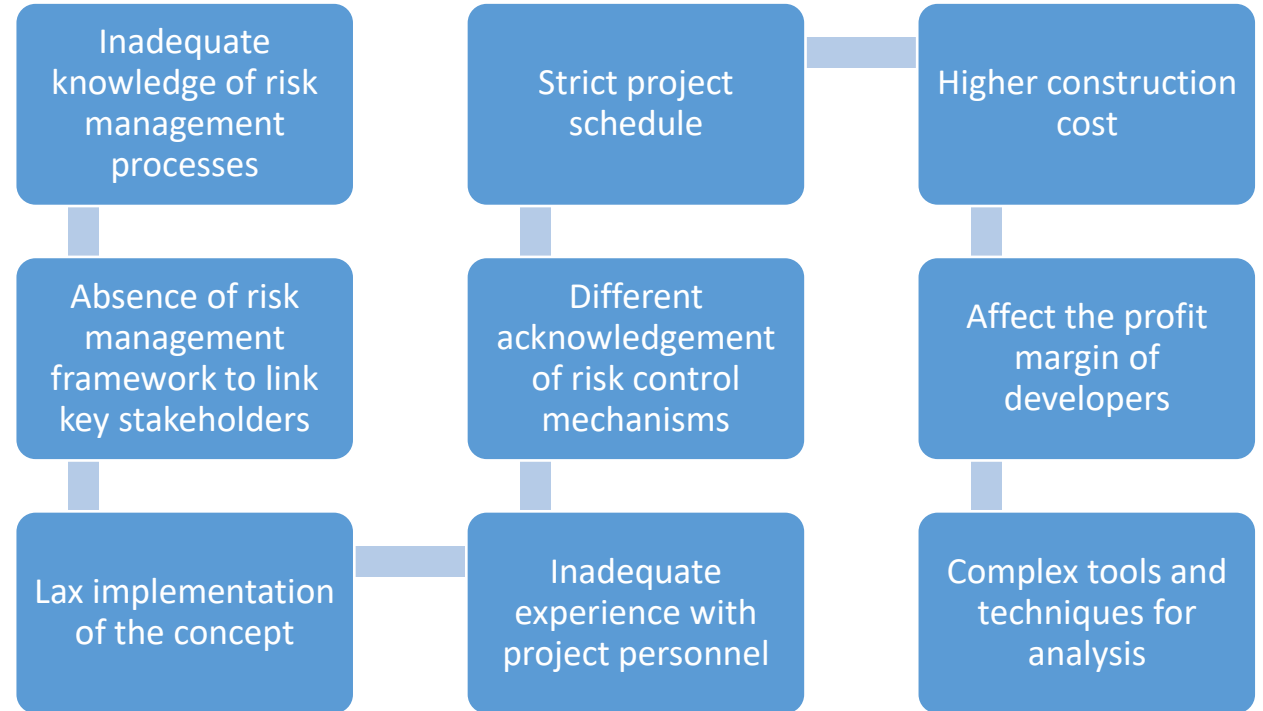 Inadequate
knowledge of risk
management
processes
Absence of risk
management
framework to link
key stakeholders
Lax implementation
of the concept
Inadequate
experience with
project personnel
Different
acknowledgement
of risk control
mechanisms
Strict project
schedule
Higher construction
cost
Affect the profit
margin of
developers
Complex tools and
techniques for
analysis